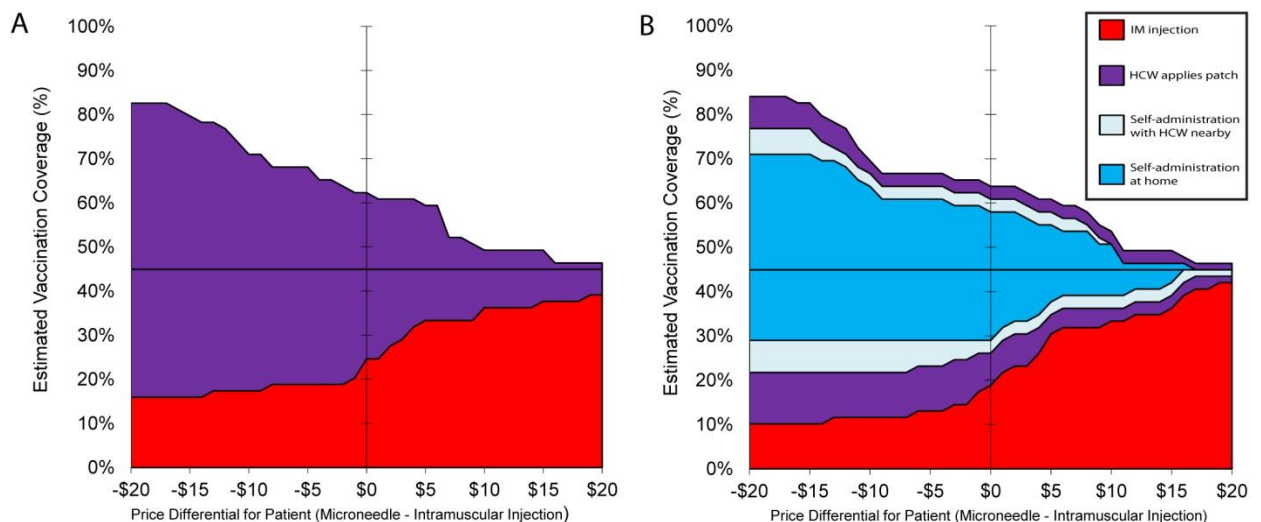 A
Estimated Vaccination Coverage (%)
100%
90%
80%
70%
60%
50%
40%
30%
20%
10%
0%
-$20 -$15 -$10 -$5 $0 $5 $10 $15 $20
Price Differential for Patient (Microneedle - Intramuscular Injection)
B
Estimated Vaccination Coverage (%)
100%
90%
80%
70%
60%
50%
40%
30%
20%
10%
0%
-$20 -$15 -$10 -$5 $0 $5 $10 $15 $20
Price Differential for Patient (Microneedle - Intramuscular Injection)
IM injection
HCW applies patch
Self-administration
with HCW nearby
Self-administration
at home